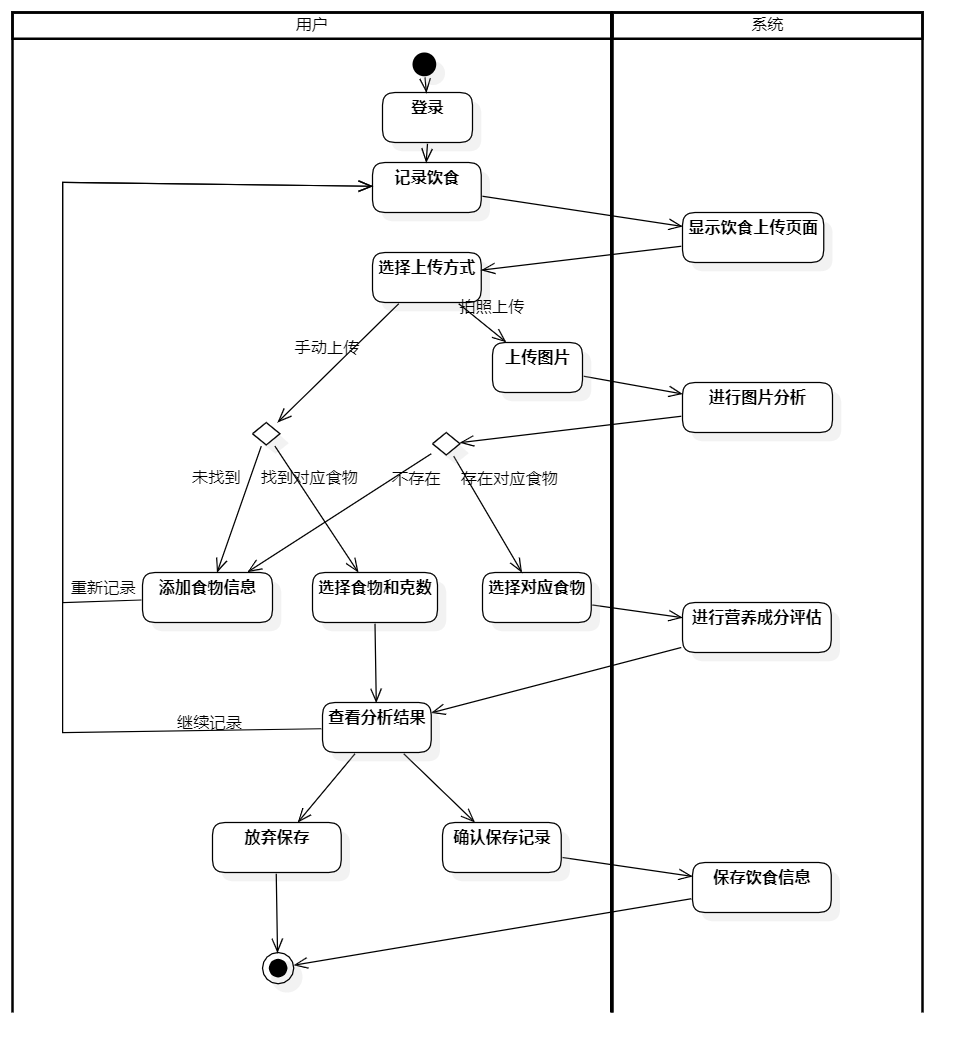 用户
系统
登录
记录饮食
显示饮食上传页面
选择上传方式
拍照上传
手动上传
上传图片
进行图片分析
未找到
找到对应食物
不存在
存在对应食物
重新记录
添加食物信息
选择食物和克数
选择对应食物
进行营养成分评估
查看分析结果
继续记录
放弃保存
确认保存记录
保存饮食信息